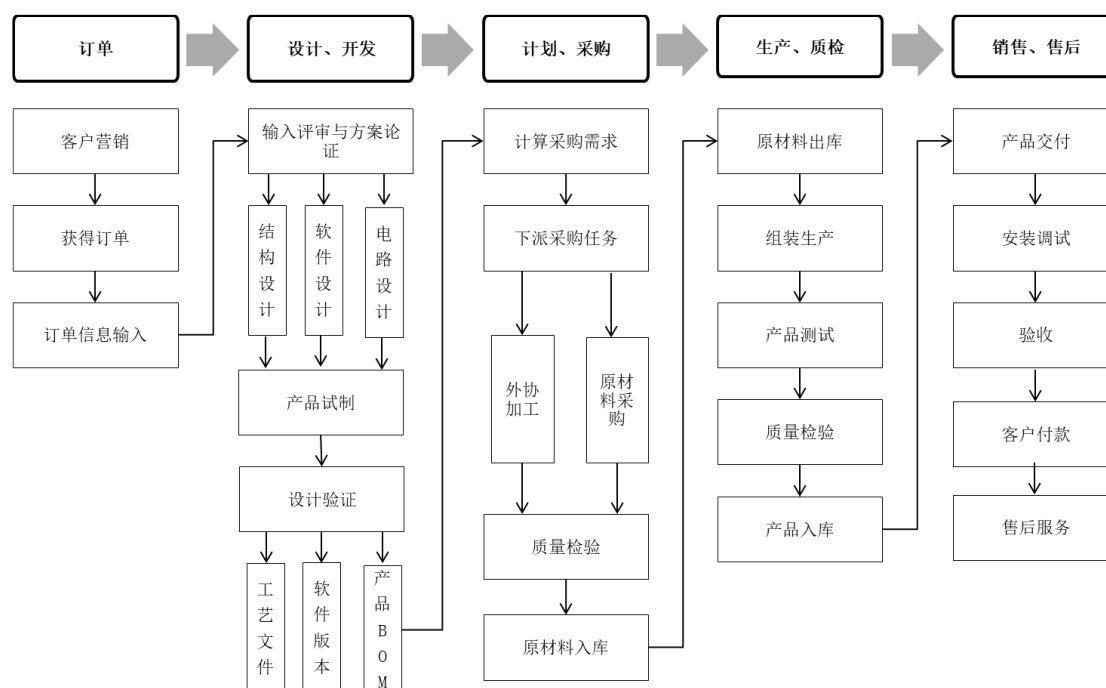 订单
设计、开发
计划、采购
生产、质检
销售、售后
客户营销
获得订单
订单信息输入
输入评审与方案论
证
结构设计
软件设计
电路设计
产品试制
设计验证
工艺文件
软件版本
产品BOM
计算采购需求
下派采购任务
外协
加工
原材
料采
购
质量检验
原材料入库
原材料出库
组装生产
产品测试
质量检验
产品入库
产品交付
安装调试
验收
客户付款
售后服务